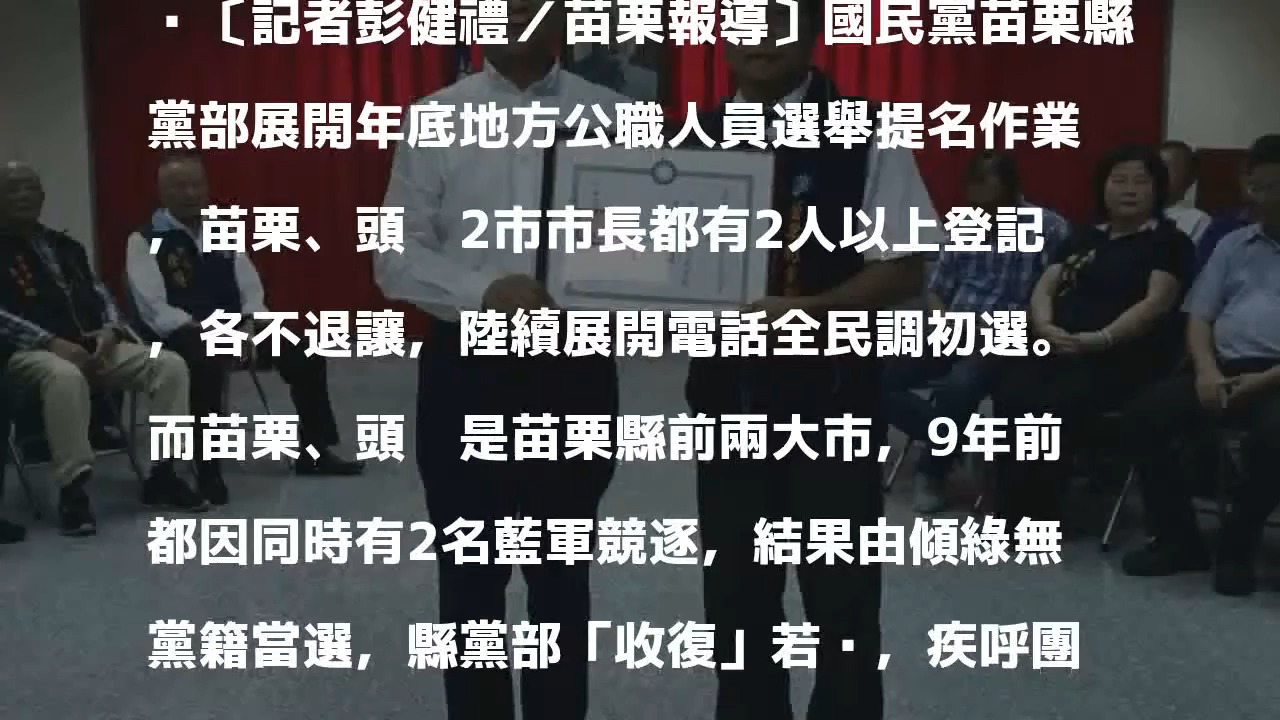 ·〔記者彭健禮／苗栗報導〕國民黨苗栗縣
黨部展開年底地方公職人員選舉提名作業
，苗栗、頭　2市市長都有2人以上登記
，各不退讓，陸續展開電話全民調初選。
而苗栗、頭　是苗栗縣前兩大市，9年前
都因同時有2名藍軍競逐，結果由傾綠無
黨籍當選，縣黨部「收復」若·，疾呼團